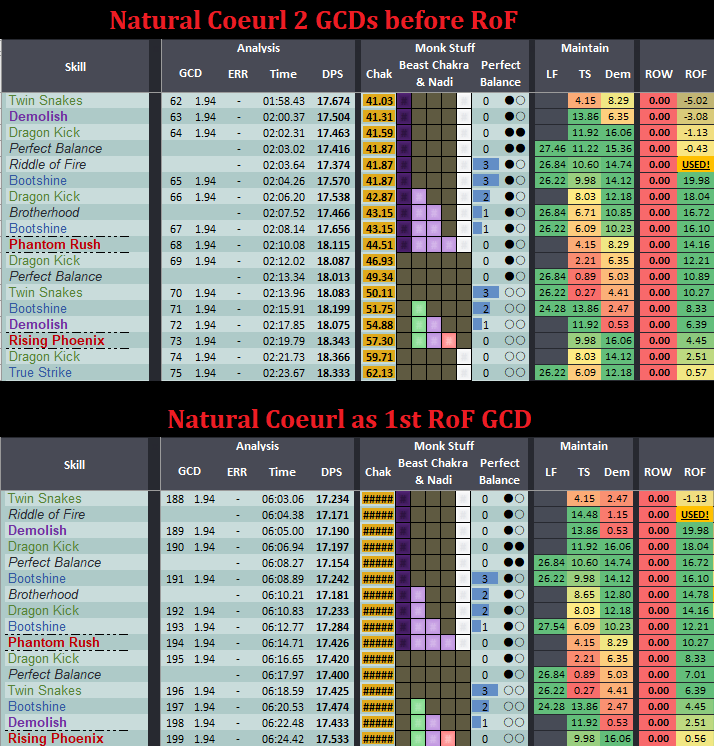 Natural Coeurl 2 GCDs before RoF
Skill Analysis Monk Stuff Maintain
GCD ERR Time DPS Chak Beast Chakra & Nadi Perfect Balance LF TS Dem ROW ROF
Twin Snakes 62 1.94 - 01:58.43 17.674 41.03 0 ●○ 4.15 8.29 0.00 -5.02
Demolish 63 1.94 - 02:00.37 17.504 41.31 0 ●○ 13.86 6.35 0.00 -3.08
Dragon Kick 64 1.94 - 02:02.31 17.463 41.59 0 ●● 11.92 16.06 0.00 -1.13
Perfect Balance - 02:03.02 17.416 41.87 0 ●● 27.46 11.22 15.36 0.00 -0.43
Riddle of Fire - 02:03.64 17.374 41.87 3 ●○ 26.84 10.60 14.74 0.00 USED!
Bootshine 65 1.94 - 02:04.26 17.570 41.87 3 ●○ 26.22 9.98 14.12 0.00 19.98
Dragon Kick 66 1.94 - 02:06.20 17.538 42.87 2 ●○ 8.03 12.18 0.00 18.04
Brotherhood - 02:07.52 17.466 43.15 1 ●○ 26.84 6.71 10.85 0.00 16.72
Bootshine 67 1.94 - 02:08.14 17.656 43.15 1 ●○ 26.22 6.09 10.23 0.00 16.10
Phantom Rush 68 1.94 - 02:10.08 18.115 44.51 0 ●○ 4.15 8.29 0.00 14.16
Dragon Kick 69 1.94 - 02:12.02 18.087 46.93 0 ●○ 2.21 6.35 0.00 12.21
Perfect Balance - 02:13.34 18.013 49.34 0 ●○ 26.84 0.89 5.03 0.00 10.89
Twin Snakes 70 1.94 - 02:13.96 18.083 50.11 3 ○○ 26.22 0.27 4.41 0.00 10.27
Bootshine 71 1.94 - 02:15.91 18.199 51.75 2 ○○ 24.28 13.86 2.47 0.00 8.33
Demolish 72 1.94 - 02:17.85 18.075 54.88 1 ○○ 11.92 0.53 0.00 6.39
Rising Phoenix 73 1.94 - 02:19.79 18.343 57.30 0 ○○ 9.98 16.06 0.00 4.45
Dragon Kick 74 1.94 - 02:21.73 18.366 59.71 0 ○○ 8.03 14.12 0.00 2.51
True Strike 75 1.94 - 02:23.67 18.333 62.13 0 ○○ 26.22 6.09 12.18 0.00 0.57
Natural Coeurl as 1st RoF GCD
Skill Analysis Monk Stuff Maintain
GCD ERR Time DPS Chak Beast Chakra & Nadi Perfect Balance LF TS Dem ROW ROF
Twin Snakes 188 1.94 - 06:03.06 17.234 ##### 0 ●○ 4.15 2.47 0.00 -1.13
Riddle of Fire - 06:04.38 17.171 ##### 0 ●○ 14.48 1.15 0.00 USED!
Demolish 189 1.94 - 06:05.00 17.190 ##### 0 ●○ 13.86 0.53 0.00 19.98
Dragon Kick 190 1.94 - 06:06.94 17.197 ##### 0 ●● 11.92 16.06 0.00 18.04
Perfect Balance - 06:08.27 17.154 ##### 0 ●● 26.84 10.60 14.74 0.00 16.72
Bootshine 191 1.94 - 06:08.89 17.242 ##### 3 ●○ 26.22 9.98 14.12 0.00 16.10
Brotherhood - 06:10.21 17.181 ##### 2 ●○ 8.65 12.80 0.00 14.78
Dragon Kick 192 1.94 - 06:10.83 17.233 ##### 2 ●○ 8.03 12.18 0.00 14.16
Bootshine 193 1.94 - 06:12.77 17.284 ##### 1 ●○ 27.54 6.09 10.23 0.00 12.21
Phantom Rush 194 1.94 - 06:14.71 17.426 ##### 0 ●○ 4.15 8.29 0.00 10.27
Dragon Kick 195 1.94 - 06:16.65 17.420 ##### 0 ●○ 2.21 6.35 0.00 8.33
Perfect Balance - 06:17.97 17.400 ##### 0 ●○ 26.84 0.89 5.03 0.00 7.01
Twin Snakes 196 1.94 - 06:18.59 17.425 ##### 3 ○○ 26.22 0.27 4.41 0.00 6.39
Bootshine 197 1.94 - 06:20.53 17.474 ##### 2 ○○ 24.28 13.86 2.47 0.00 4.45
Demolish 198 1.94 - 06:22.48 17.433 ##### 1 ○○ 11.92 0.53 0.00 2.51
Rising Phoenix 199 1.94 - 06:24.42 17.533 ##### 0 ○○ 9.98 16.06 0.00 0.56